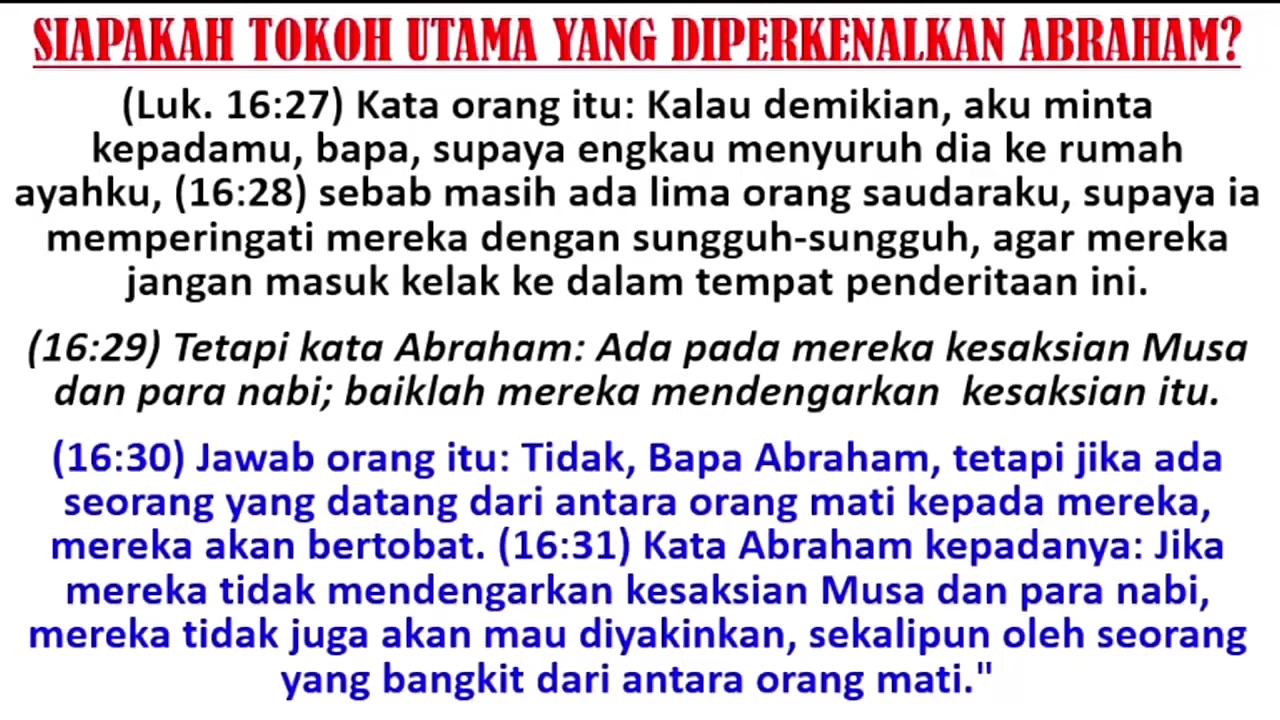 SIAPAKAH TOKOH UTAMA YANG DIPERKENALKAN ABRAHAM?
(Luk. 16:27) Kata orang itu: Kalau demikian, aku minta
kepadamu, bapa, supaya engkau menyuruh dia ke rumah
ayahku, (16:28) sebab masih ada lima orang saudaraku, supaya ia
memperingati mereka dengan sungguh-sungguh, agar mereka
jangan masuk kelak ke dalam tempat penderitaan ini.
(16:29) Tetapi kata Abraham: Ada pada mereka kesaksian Musa
dan para nabi; baiklah mereka mendengarkan kesaksian itu.
(16:30) Jawab orang itu: Tidak, Bapa Abraham, tetapi jika ada
seorang yang datang dari antara orang mati kepada mereka,
mereka akan bertobat. (16:31) Kata Abraham kepadanya: Jika
mereka tidak mendengarkan kesaksian Musa dan para nabi,
mereka tidak juga akan mau diyakinkan, sekalipun oleh seorang
yang bangkit dari antara orang mati."